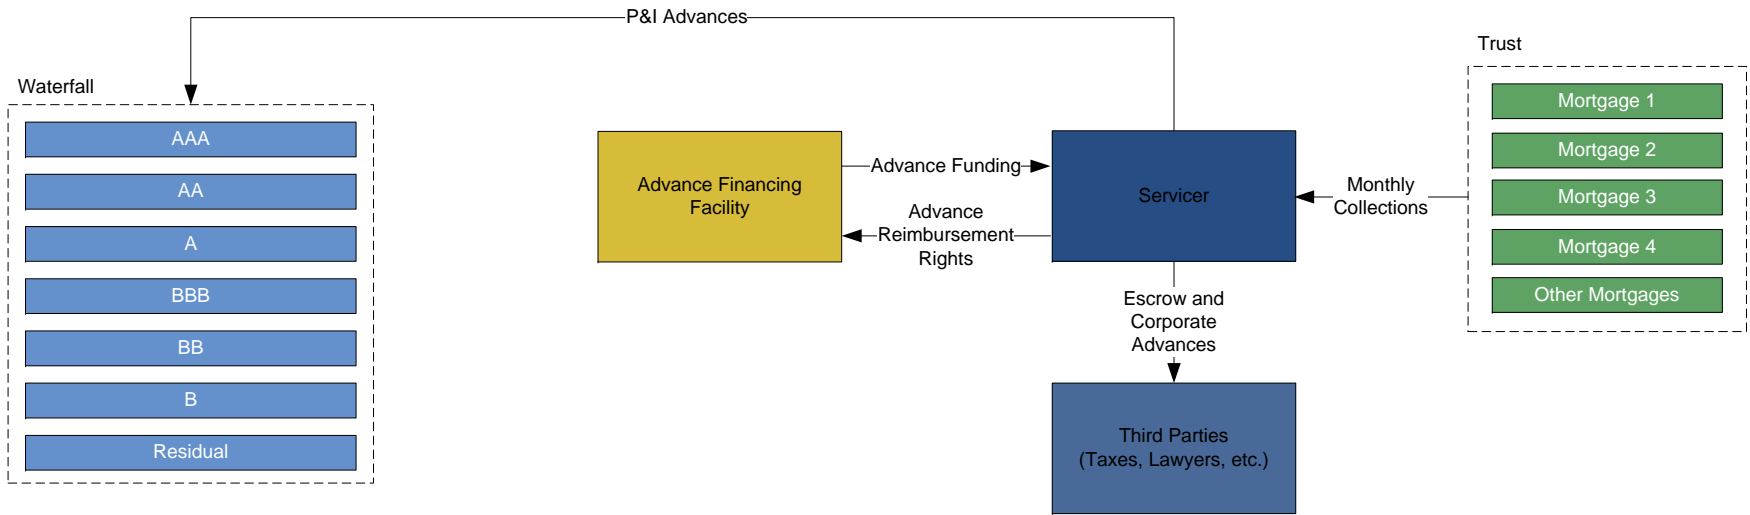 P&I Advances
Waterfall
AAA
AA
A
BBB
BB
B
Residual
Advance Financing
Facility
Advance Funding
Advance
Reimbursement
Rights
Servicer
Escrow and
Corporate
Advances
Third Parties
(Taxes, Lawyers, etc.)
Monthly
Collections
Trust
Mortgage 1
Mortgage 2
Mortgage 3
Mortgage 4
Other Mortgages